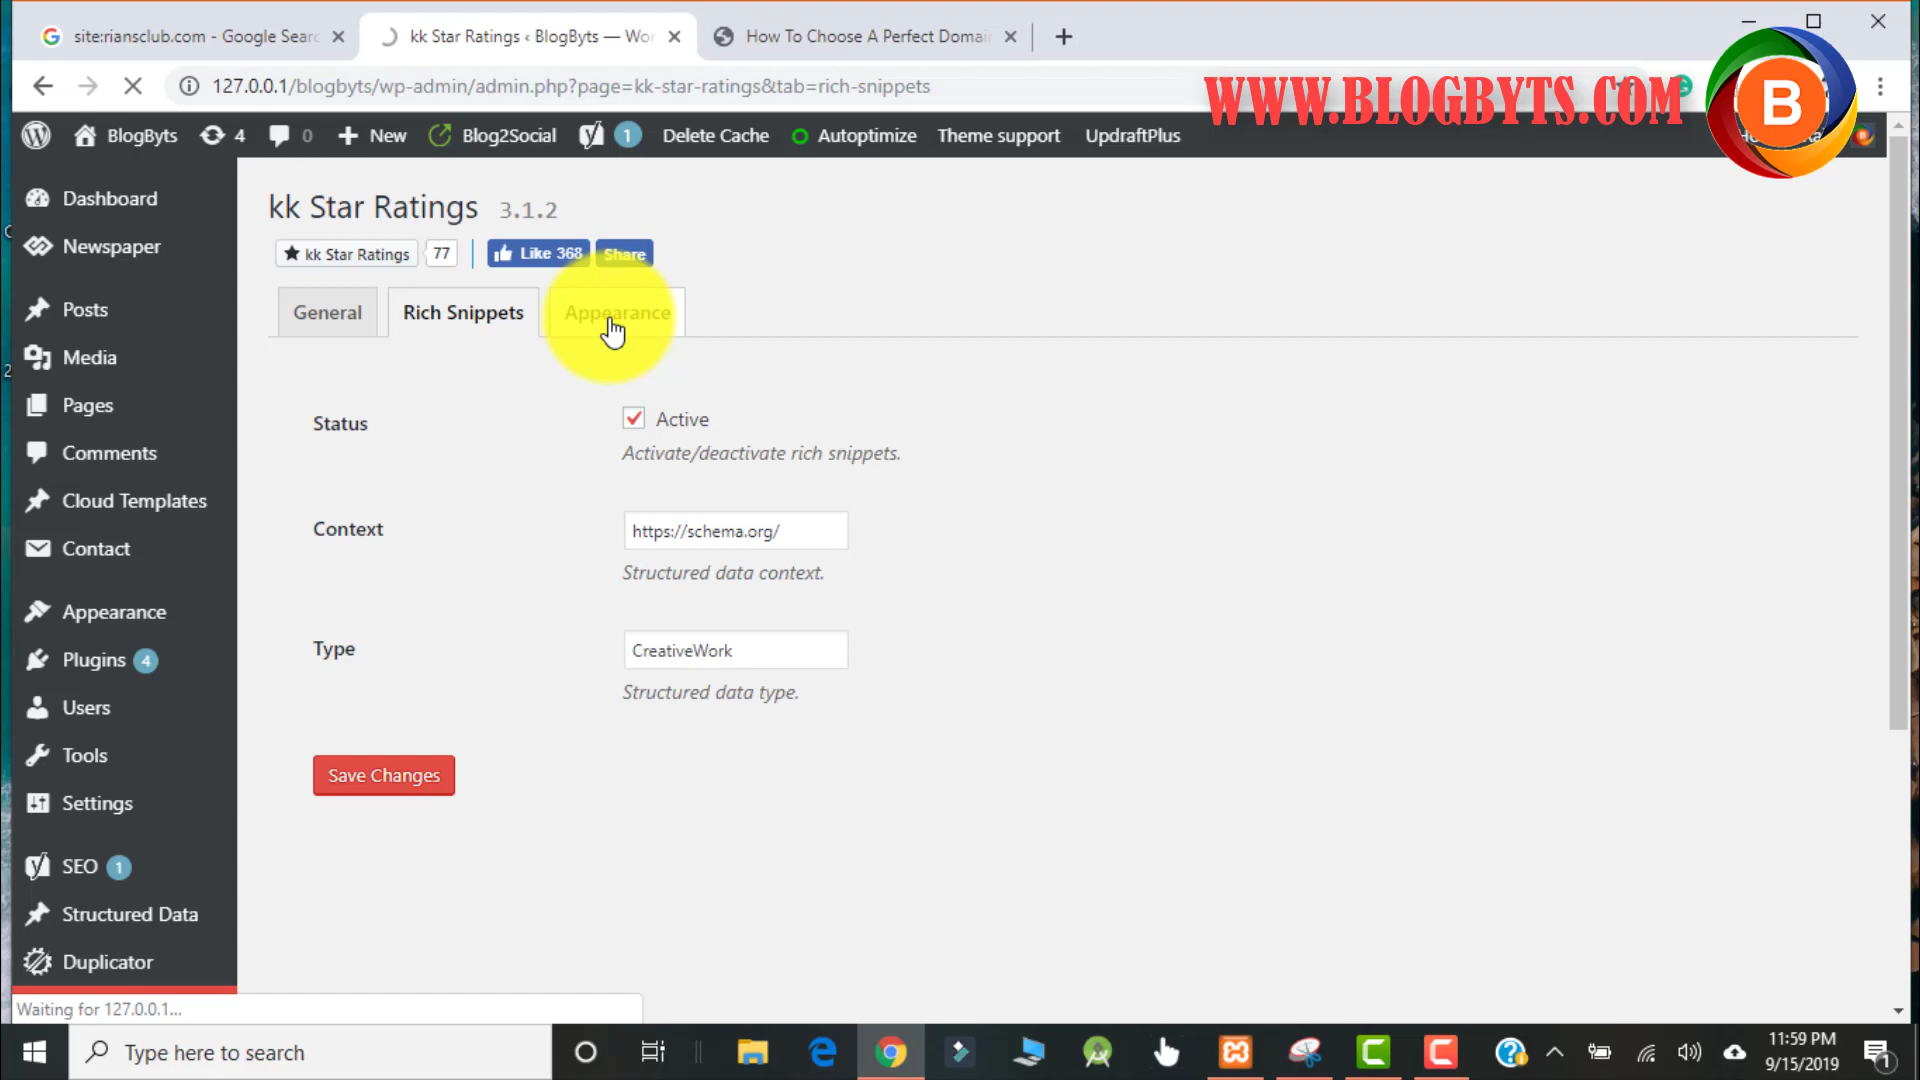 site:riansclub.com - Google Searc
kk Star Ratings ‹ BlogByts — Wor
How To Choose A Perfect Domai
127.0.0.1/blogbyts/wp-admin/admin.php?page=kk-star-ratings&tab=rich-snippets
WWW.BLOGBYTS.COM
B
BlogByts
4
0
New
Blog2Social
1
Delete Cache
Autoptimize
Theme support
UpdraftPlus
Dashboard
Newspaper
Posts
Media
Pages
Comments
Cloud Templates
Contact
Appearance
Plugins 4
Users
Tools
Settings
SEO 1
Structured Data
Duplicator
kk Star Ratings 3.1.2
kk Star Ratings 77
Like 368
Share
General
Rich Snippets
Appearance
Status
Active
Activate/deactivate rich snippets.
Context
https://schema.org/
Structured data context.
Type
CreativeWork
Structured data type.
Save Changes
Waiting for 127.0.0.1...
Type here to search
11:59 PM
9/15/2019
1